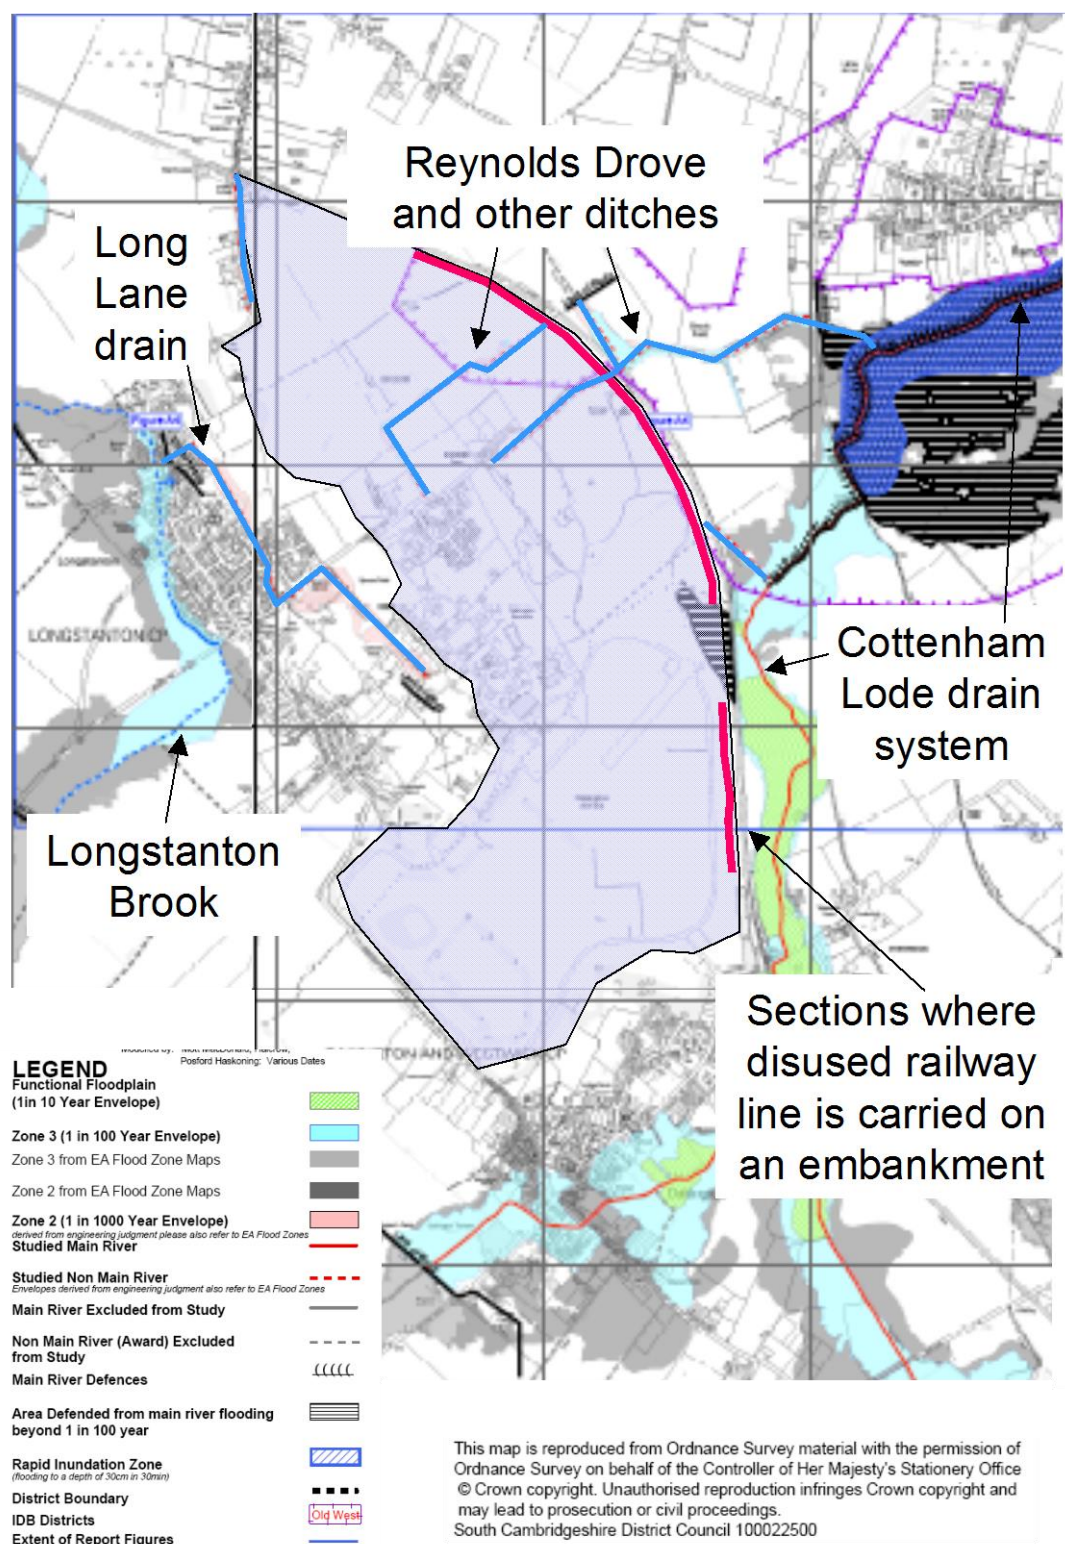 Reynolds Drove
and other ditches
Long
Lane
drain
Figure A4
LONGSTANTON CP
Cottenham
Lode drain
system
Longstanton
Brook
Sections where
disused railway
line is carried on
an embankment
Posford Haskoning: Various Dates
LEGEND
Functional Floodplain
(1in 10 Year Envelope)
Zone 3 (1 in 100 Year Envelope)
Zone 3 from EA Flood Zone Maps
Zone 2 from EA Flood Zone Maps
Zone 2 (1 in 1000 Year Envelope)
derived from engineering judgment please also refer to EA Flood Zones
Studied Main River
Studied Non Main River
Envelopes derived from engineering judgment also refer to EA Flood Zones
Main River Excluded from Study
Non Main River (Award) Excluded
from Study
Main River Defences
Area Defended from main river flooding
beyond 1 in 100 year
Rapid Inundation Zone
(flooding to a depth of 30cm in 30min)
District Boundary
IDB Districts
Old West
Extent of Report Figures
This map is reproduced from Ordnance Survey material with the permission of
Ordnance Survey on behalf of the Controller of Her Majesty's Stationery Office
© Crown copyright. Unauthorised reproduction infringes Crown copyright and
may lead to prosecution or civil proceedings.
South Cambridgeshire District Council 100022500